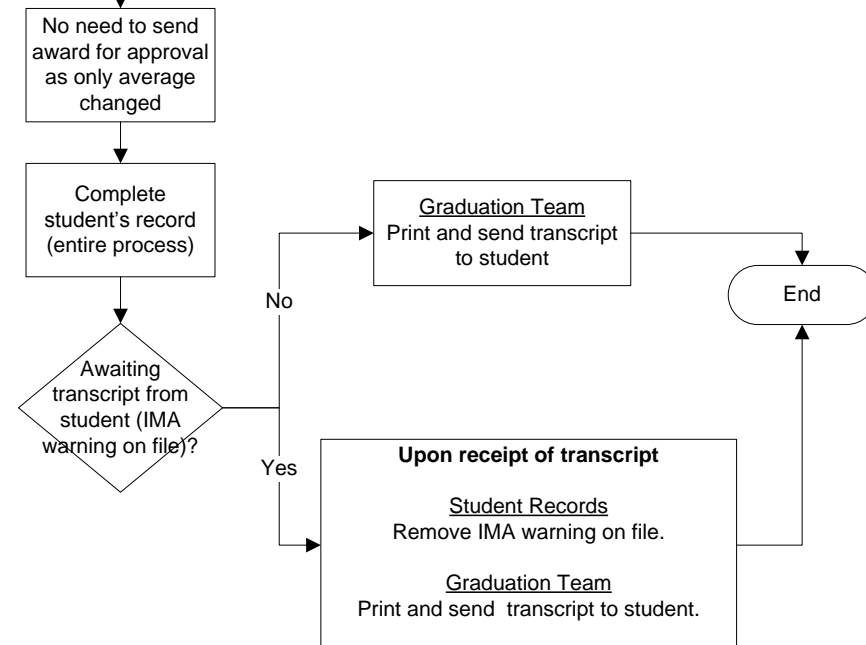 No need to send
award for approval
as only average
changed
Complete
student’s record
(entire process)
Awaiting
transcript from
student (IMA
warning on file)?
No
Graduation Team
Print and send transcript
to student
End
Yes
Upon receipt of transcript
Student Records
Remove IMA warning on file.
Graduation Team
Print and send  transcript to student.